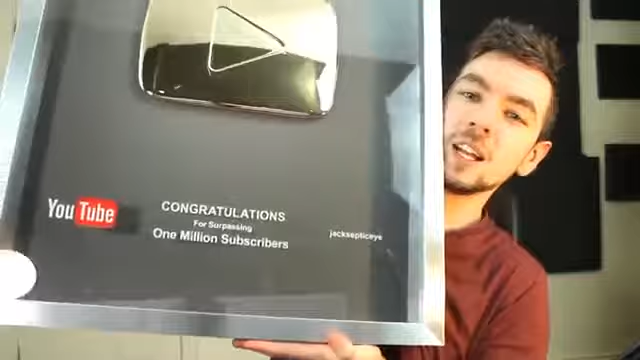 YouTube
CONGRATULATIONS
For Surpassing
One Million Subscribers
jacksepticeye